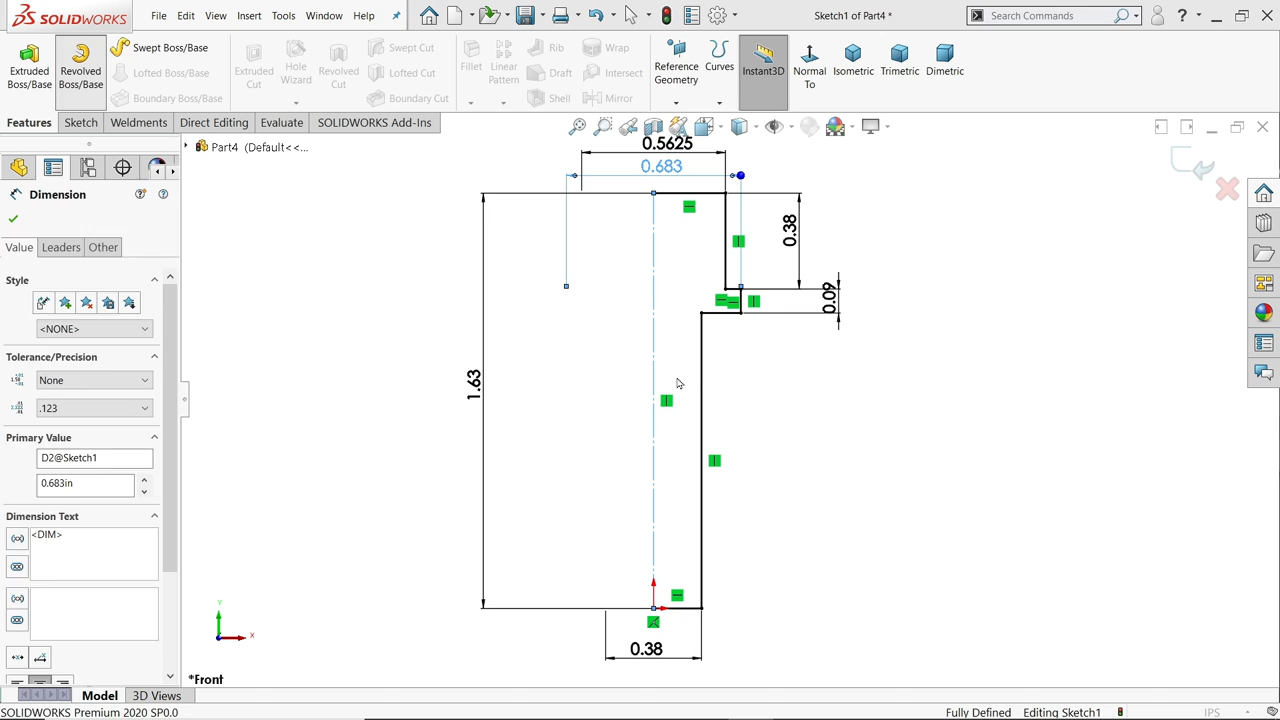 SOLIDWORKS
File Edit View Insert Tools Window Help
Sketch1 of Part4 *
Search Commands
?
Extruded Boss/Base
Revolved Boss/Base
Swept Boss/Base
Lofted Boss/Base
Boundary Boss/Base
Extruded Cut
Hole Wizard
Revolved Cut
Swept Cut
Lofted Cut
Boundary Cut
Fillet
Linear Pattern
Rib
Draft
Shell
Wrap
Intersect
Mirror
Reference Geometry
Curves
Instant3D
Normal To
Isometric
Trimetric
Dimetric
Features Sketch Weldments Direct Editing Evaluate SOLIDWORKS Add-Ins
Part4 (Default<<...
Dimension
Value Leaders Other
Style
<NONE>
Tolerance/Precision
None
.123
Primary Value
D2@Sketch1
0.683in
Dimension Text
<DIM>
0.5625
0.683
0.38
0.09
1.63
0.38
Y
X
*Front
Model 3D Views
SOLIDWORKS Premium 2020 SP0.0
Fully Defined Editing Sketch1 IPS